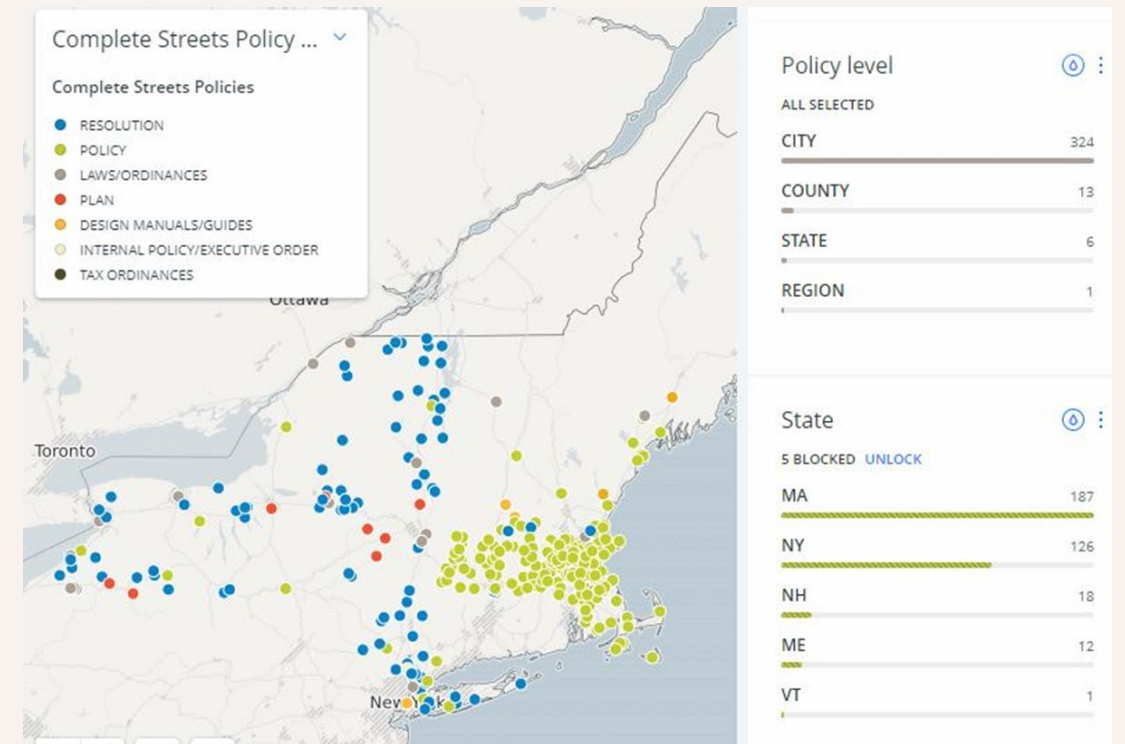 Complete Streets Policy ...
Complete Streets Policies
RESOLUTION
POLICY
LAWS/ORDINANCES
PLAN
DESIGN MANUALS/GUIDES
INTERNAL POLICY/EXECUTIVE ORDER
TAX ORDINANCES
Ottawa
Toronto
New York
Policy level
ALL SELECTED
CITY 324
COUNTY 13
STATE 6
REGION 1
State
5 BLOCKED UNLOCK
MA 187
NY 126
NH 18
ME 12
VT 1